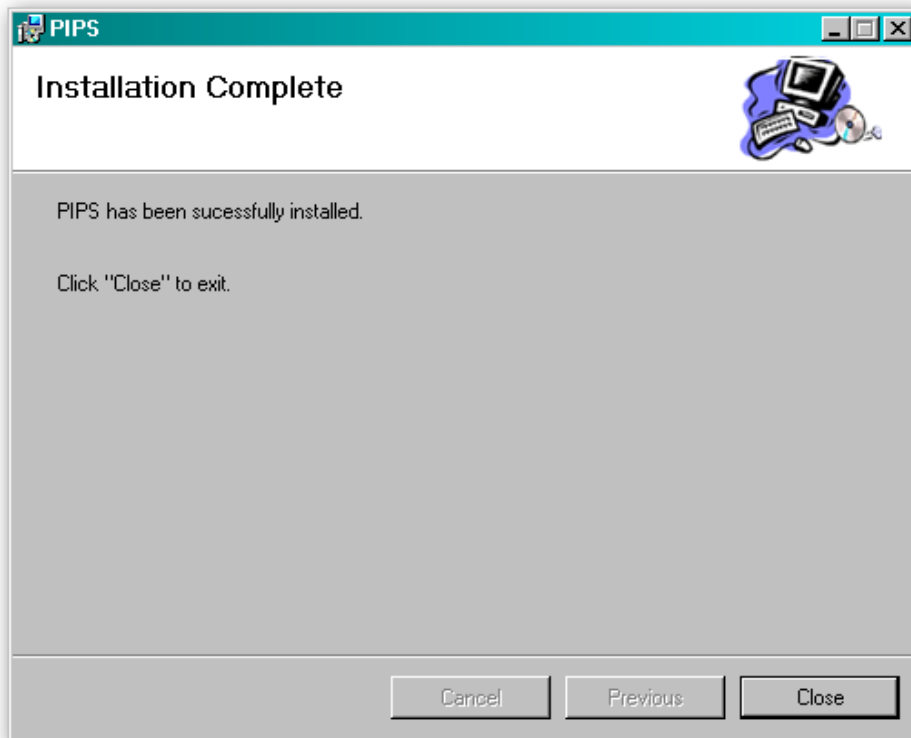 PIPS
Installation Complete
PIPS has been sucessfully installed.
Click "Close" to exit.
Cancel
Previous
Close